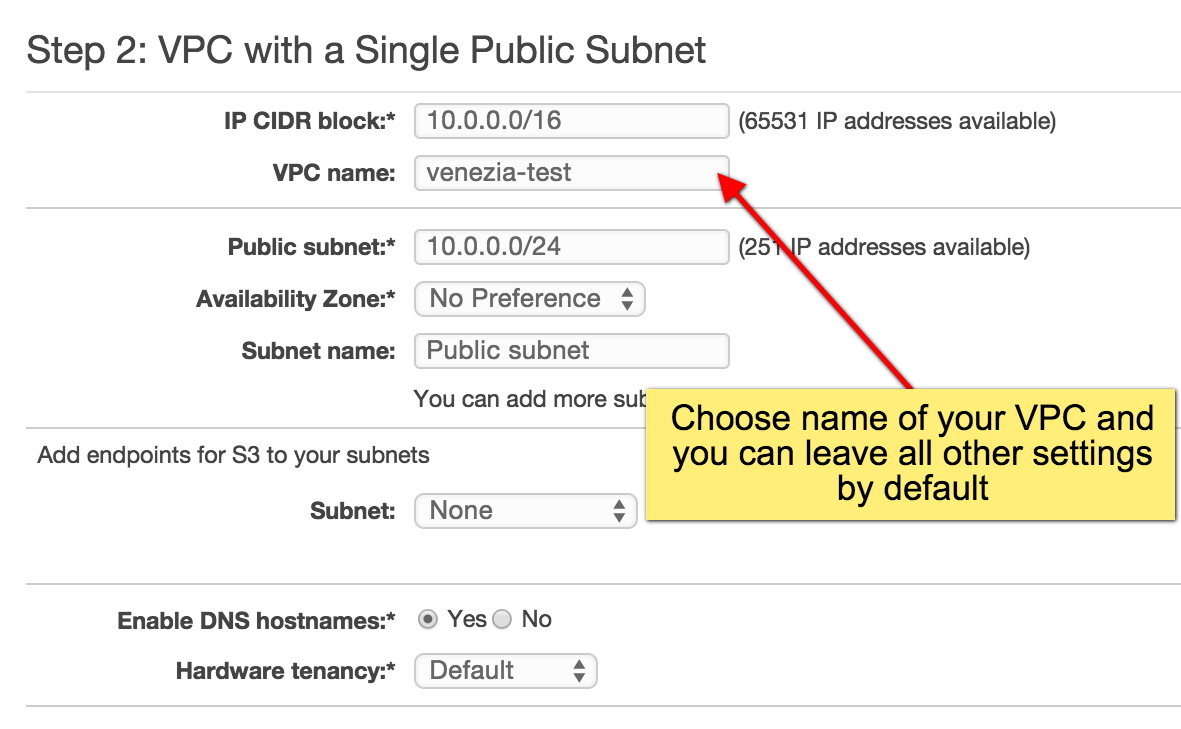 Step 2: VPC with a Single Public Subnet
IP CIDR block:* 10.0.0.0/16 (65531 IP addresses available)
VPC name: venezia-test
Public subnet:* 10.0.0.0/24 (251 IP addresses available)
Availability Zone:* No Preference
Subnet name: Public subnet
You can add more
Choose name of your VPC and
you can leave all other settings
by default
Add endpoints for S3 to your subnets
Subnet: None
Enable DNS hostnames:* Yes No
Hardware tenancy:* Default